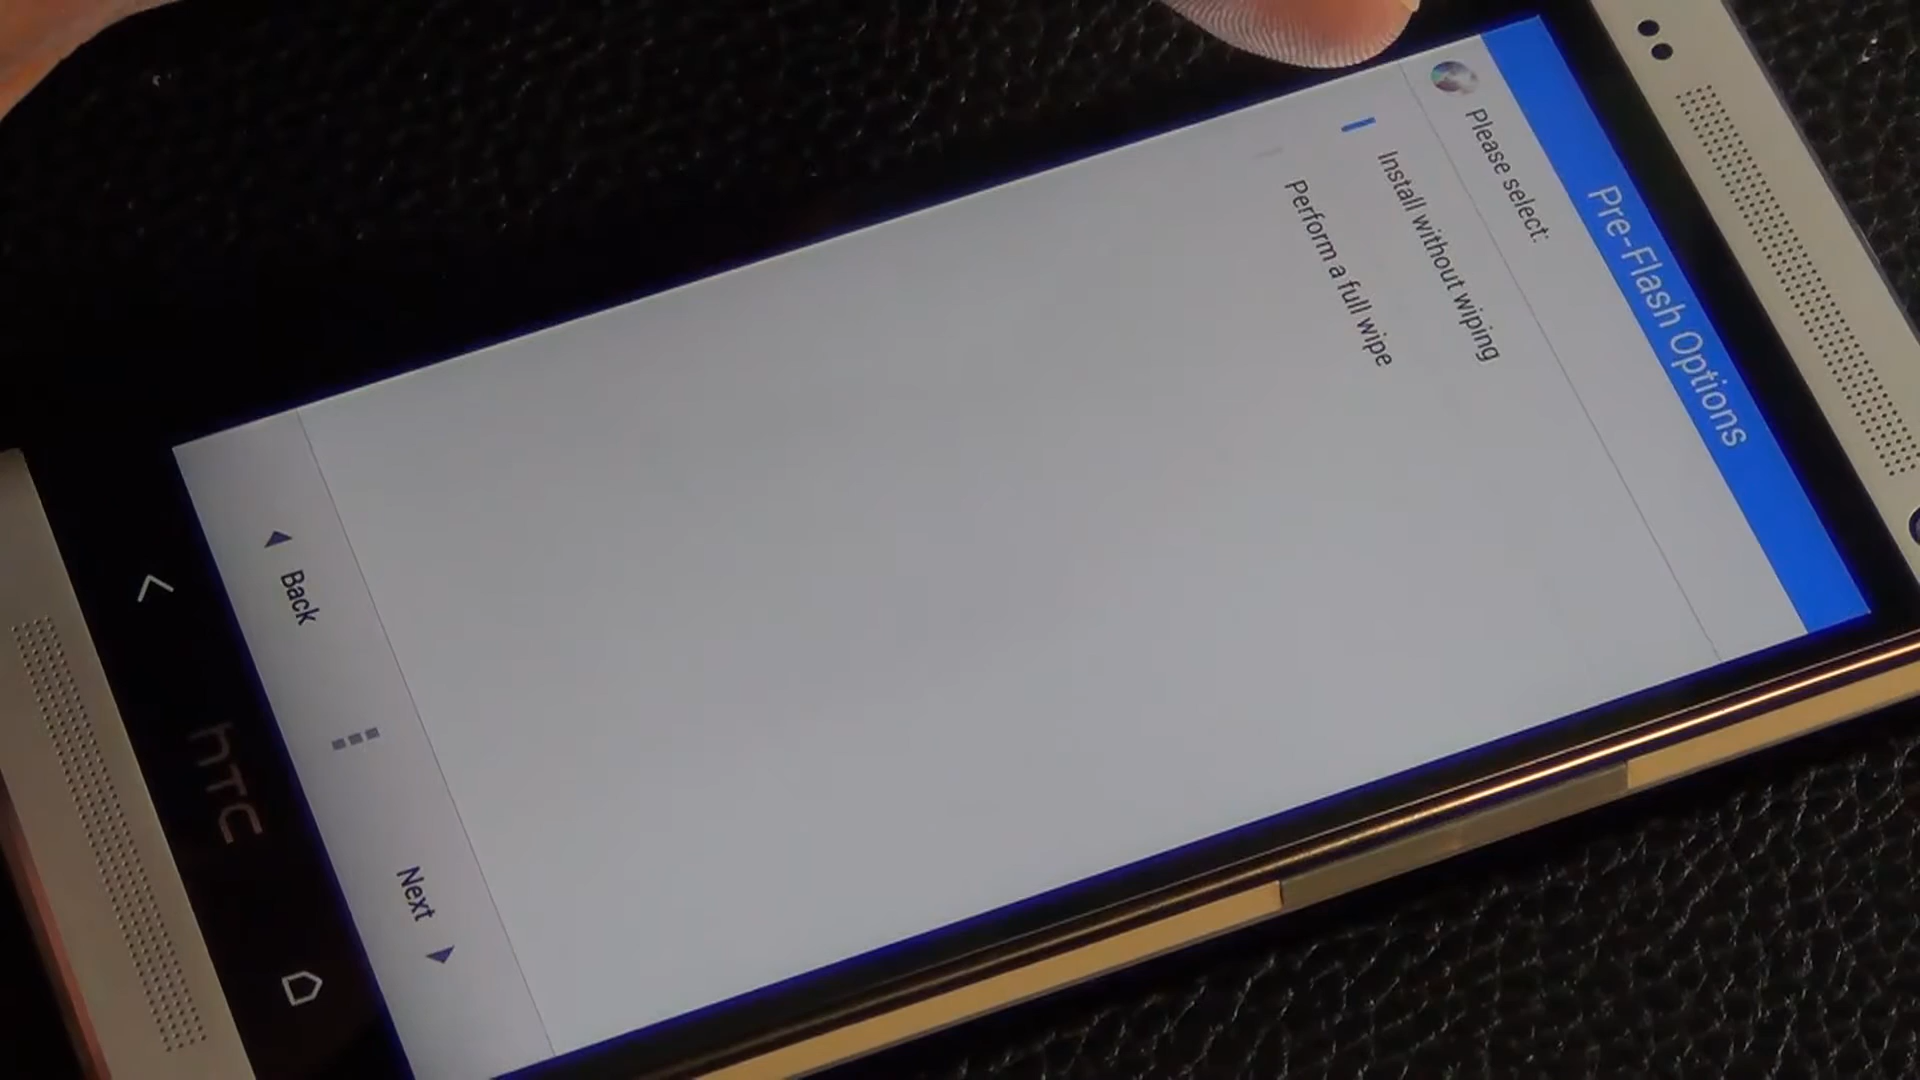 Pre-Flash Options
Please select:
Install without wiping
Perform a full wipe
Back
Next
hTC